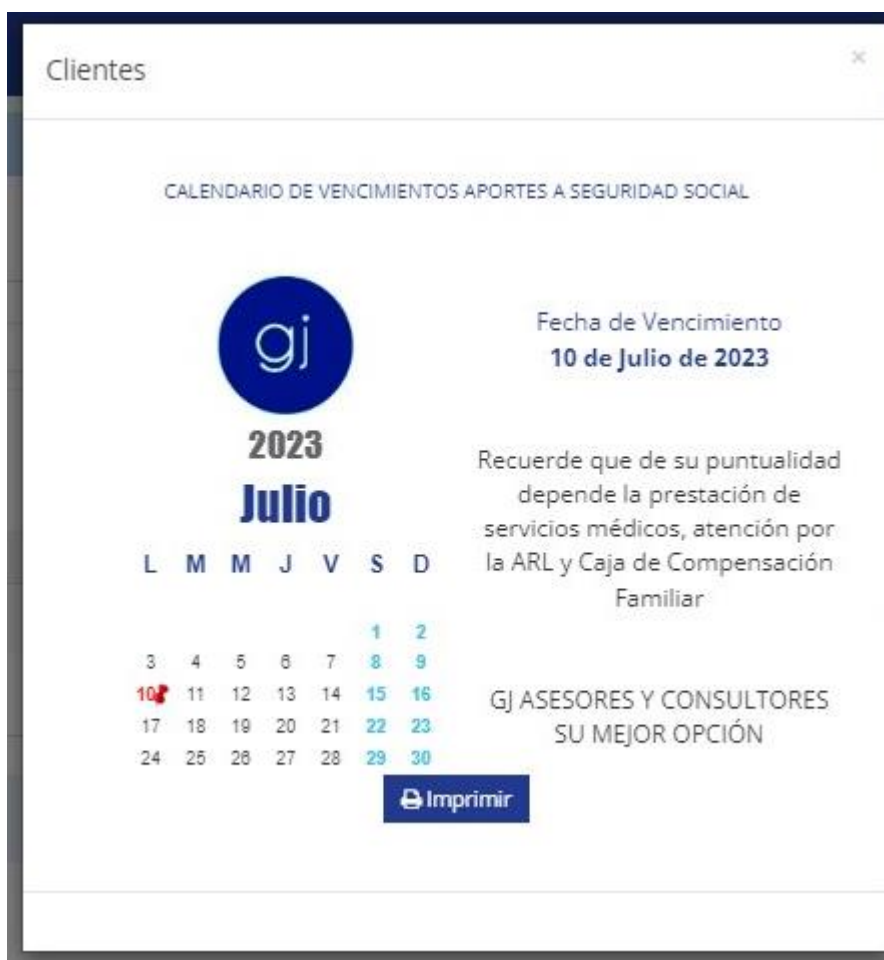 Clientes
×
CALENDARIO DE VENCIMIENTOS APORTES A SEGURIDAD SOCIAL
gj
2023
Julio
L M M J V S D
1 2
3 4 5 6 7 8 9
10 11 12 13 14 15 16
17 18 19 20 21 22 23
24 25 26 27 28 29 30
Fecha de Vencimiento
10 de Julio de 2023
Recuerde que de su puntualidad
depende la prestación de
servicios médicos, atención por
la ARL y Caja de Compensación
Familiar
GJ ASESORES Y CONSULTORES
SU MEJOR OPCIÓN
Imprimir